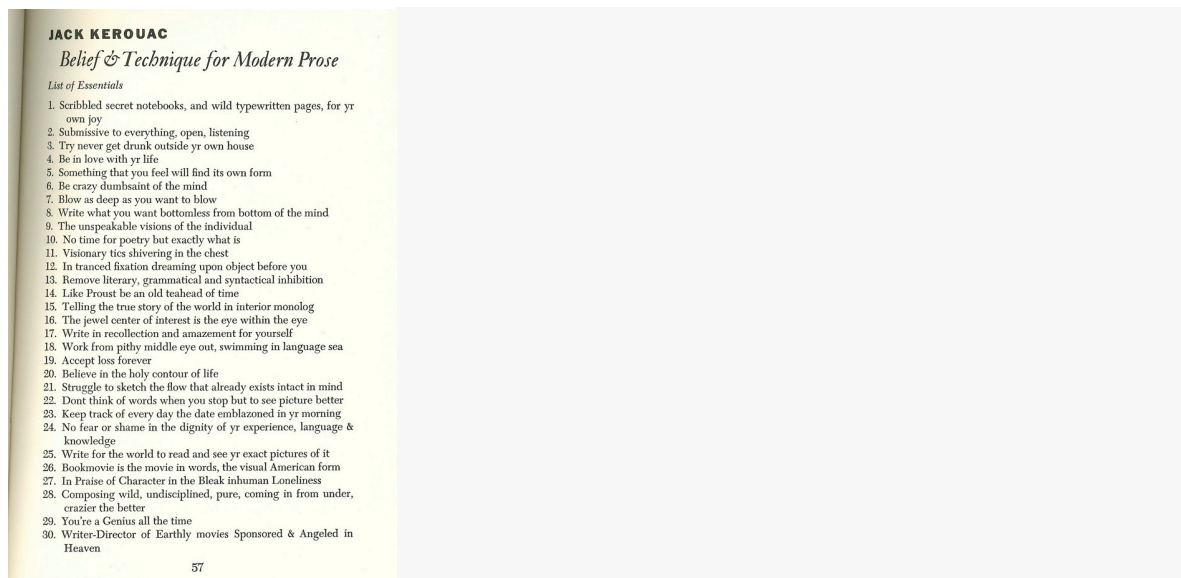 JACK KEROUAC
Belief & Technique for Modern Prose
List of Essentials
1. Scribbled secret notebooks, and wild typewritten pages, for yr
own joy
2. Submissive to everything, open, listening
3. Try never get drunk outside yr own house
4. Be in love with yr life
5. Something that you feel will find its own form
6. Be crazy dumbsaint of the mind
7. Blow as deep as you want to blow
8. Write what you want bottomless from bottom of the mind
9. The unspeakable visions of the individual
10. No time for poetry but exactly what is
11. Visionary tics shivering in the chest
12. In tranced fixation dreaming upon object before you
13. Remove literary, grammatical and syntactical inhibition
14. Like Proust be an old teahead of time
15. Telling the true story of the world in interior monolog
16. The jewel center of interest is the eye within the eye
17. Write in recollection and amazement for yourself
18. Work from pithy middle eye out, swimming in language sea
19. Accept loss forever
20. Believe in the holy contour of life
21. Struggle to sketch the flow that already exists intact in mind
22. Dont think of words when you stop but to see picture better
23. Keep track of every day the date emblazoned in yr morning
24. No fear or shame in the dignity of yr experience, language &
knowledge
25. Write for the world to read and see yr exact pictures of it
26. Bookmovie is the movie in words, the visual American form
27. In Praise of Character in the Bleak inhuman Loneliness
28. Composing wild, undisciplined, pure, coming in from under,
crazier the better
29. You're a Genius all the time
30. Writer-Director of Earthly movies Sponsored & Angeled in
Heaven
57